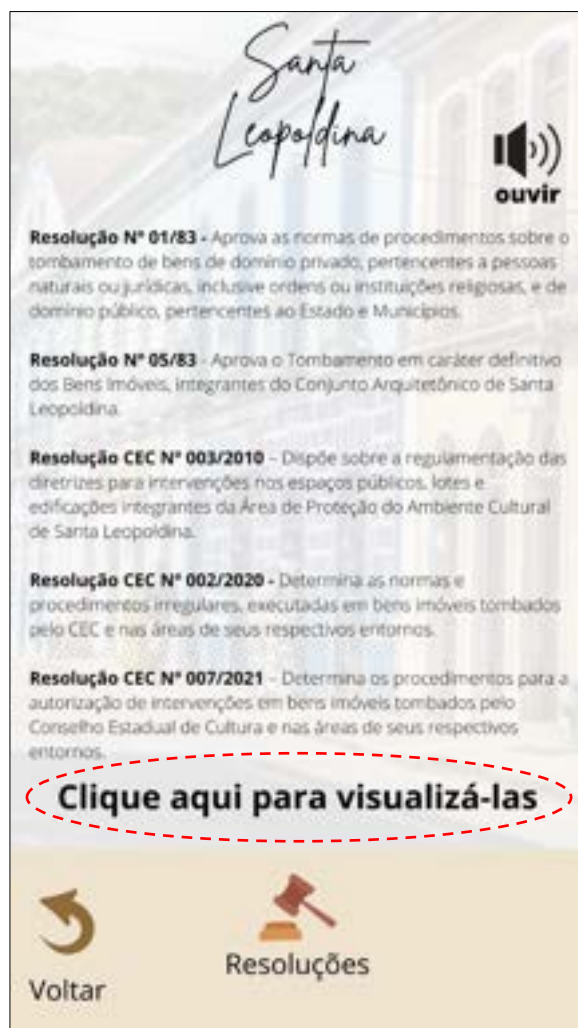 Santa
Leopoldina
ouvir
Resolução Nº 01/83 - Aprova as normas de procedimentos sobre o
tombamento de bens de domínio privado, pertencentes a pessoas
naturais ou jurídicas, inclusive ordens ou instituições religiosas, e de
domínio público, pertencentes ao Estado e Municípios.
Resolução Nº 05/83 - Aprova o Tombamento em caráter definitivo
dos Bens Imóveis, integrantes do Conjunto Arquitetônico de Santa
Leopoldina.
Resolução CEC Nº 003/2010 – Dispõe sobre a regulamentação das
diretrizes para intervenções nos espaços públicos, lotes e
edificações integrantes da Área de Proteção do Ambiente Cultural
de Santa Leopoldina.
Resolução CEC Nº 002/2020 - Determina as normas e
procedimentos irregulares, executadas em bens imóveis tombados
pelo CEC e nas áreas de seus respectivos entornos.
Resolução CEC Nº 007/2021 – Determina os procedimentos para a
autorização de intervenções em bens imóveis tombados pelo
Conselho Estadual de Cultura e nas áreas de seus respectivos
entornos.
Clique aqui para visualizá-las
Voltar
Resoluções